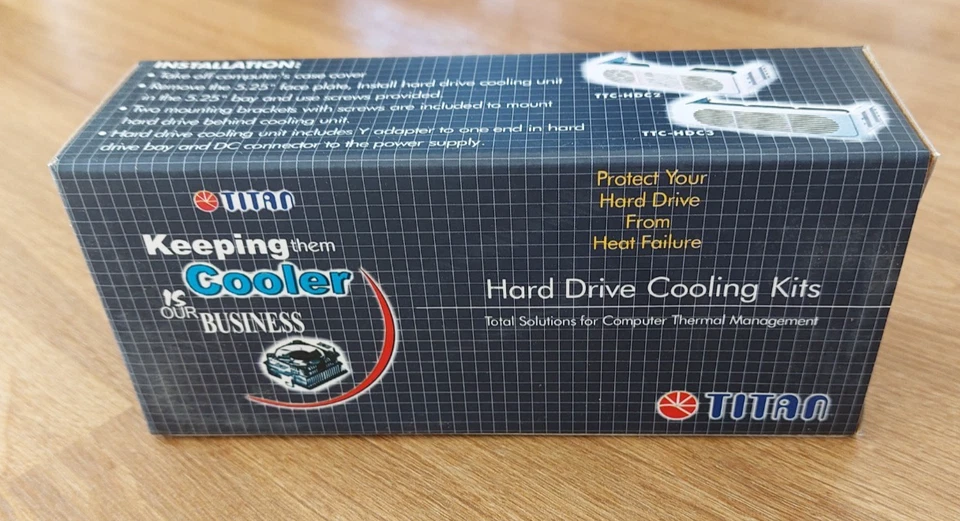 INSTALLATION:
• Take off computer's case cover
• Remove the 5.25" face plate, Install hard drive cooling unit
in the 5.25" bay and use screws provided.
• Two mounting brackets with screws are included to mount
hard drive behind cooling unit.
• Hard drive cooling unit includes Y adapter to one end in hard
drive bay and DC connector to the power supply.
TTC-HDC2
TTC-HDC3
TITAN
Keeping them
Cooler
IS
OUR BUSINESS
Protect Your
Hard Drive
From
Heat Failure
Hard Drive Cooling Kits
Total Solutions for Computer Thermal Management
TITAN